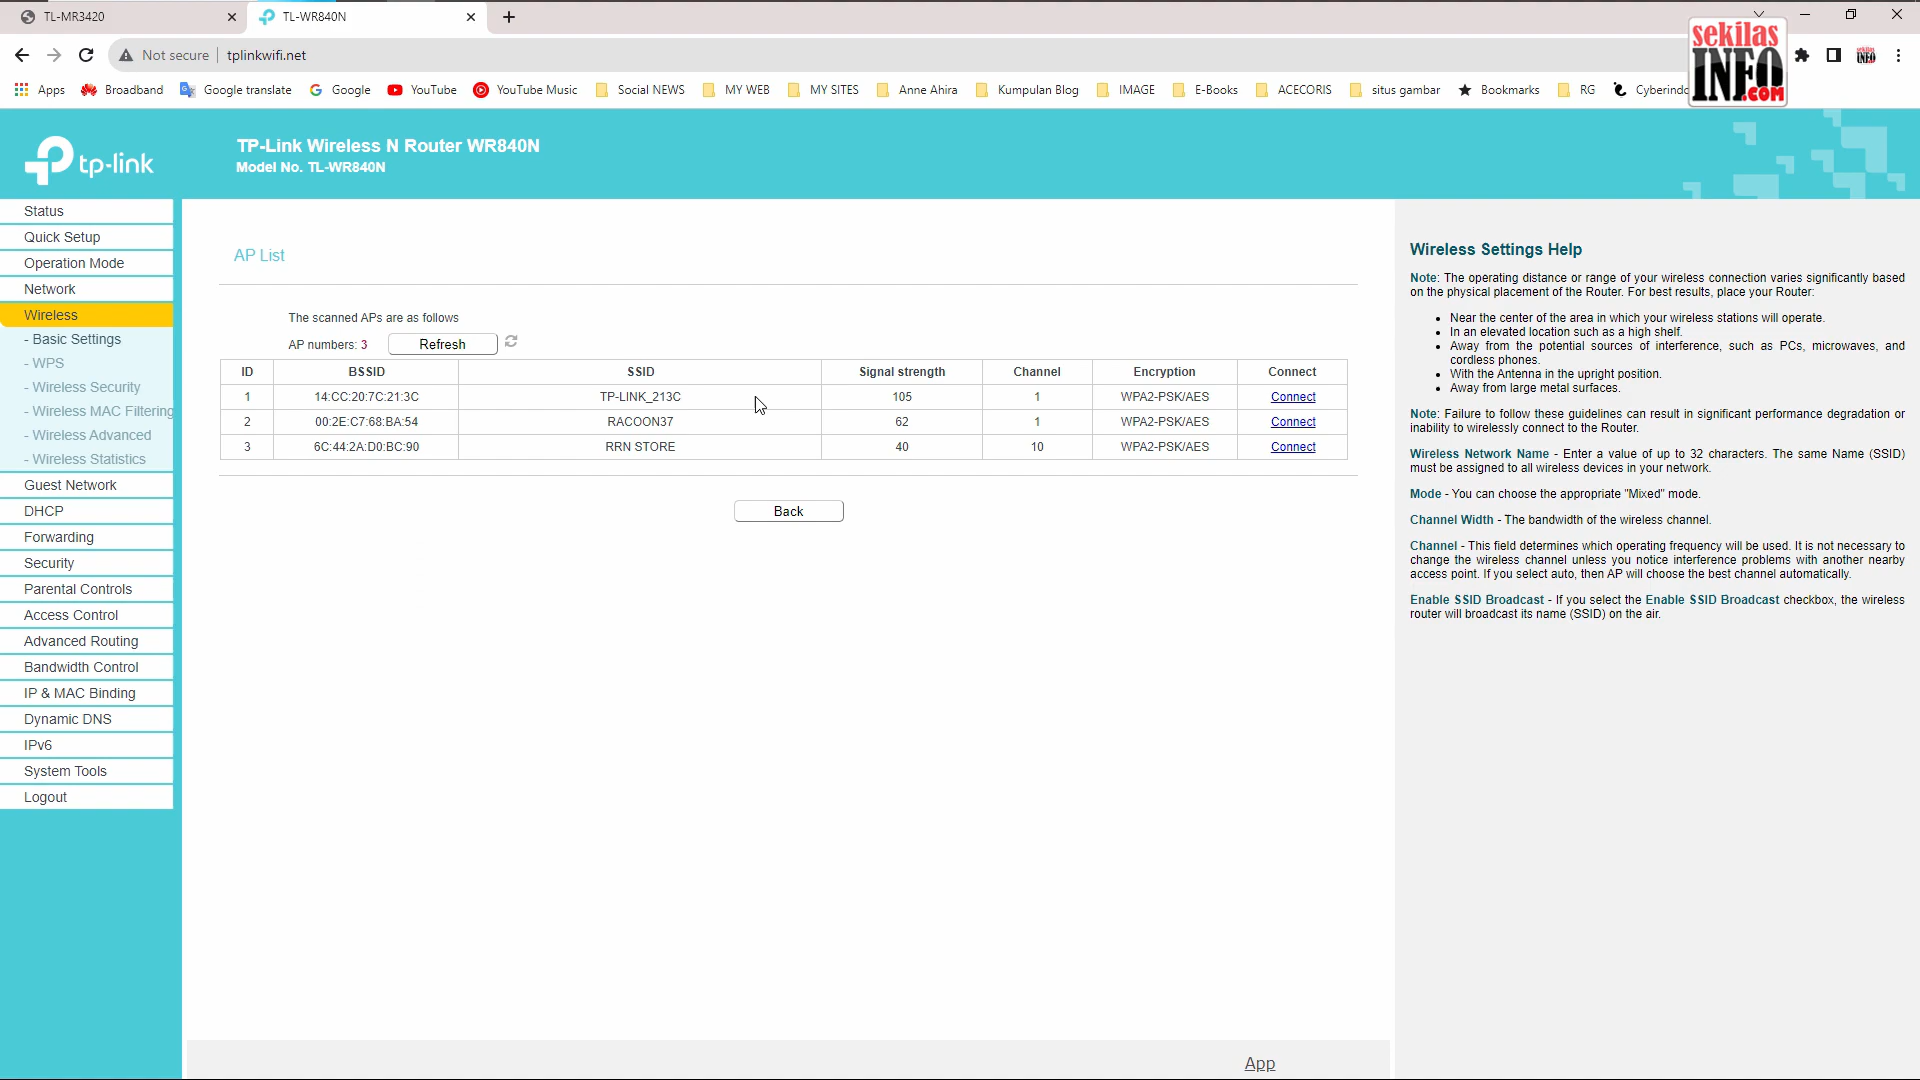 TL-MR3420
TL-WR840N
Not secure
tplinkwifi.net
Apps
Broadband
Google translate
Google
YouTube
YouTube Music
Social NEWS
MY WEB
MY SITES
Anne Ahira
Kumpulan Blog
IMAGE
E-Books
ACECORIS
situs gambar
Bookmarks
RG
Cyberindo
sekilas
INFO
.COM
tp-link
TP-Link Wireless N Router WR840N
Model No. TL-WR840N
Status
Quick Setup
Operation Mode
Network
Wireless
- Basic Settings
- WPS
- Wireless Security
- Wireless MAC Filtering
- Wireless Advanced
- Wireless Statistics
Guest Network
DHCP
Forwarding
Security
Parental Controls
Access Control
Advanced Routing
Bandwidth Control
IP & MAC Binding
Dynamic DNS
IPv6
System Tools
Logout
AP List
The scanned APs are as follows
AP numbers: 3 Refresh
ID BSSID SSID Signal strength Channel Encryption Connect
1 14:CC:20:7C:21:3C TP-LINK_213C 105 1 WPA2-PSK/AES Connect
2 00:2E:C7:68:BA:54 RACOON37 62 1 WPA2-PSK/AES Connect
3 6C:44:2A:D0:BC:90 RRN STORE 40 10 WPA2-PSK/AES Connect
Back
App
Wireless Settings Help
Note: The operating distance or range of your wireless connection varies significantly based
on the physical placement of the Router. For best results, place your Router:
• Near the center of the area in which your wireless stations will operate.
• In an elevated location such as a high shelf.
• Away from the potential sources of interference, such as PCs, microwaves, and
cordless phones.
• With the Antenna in the upright position.
• Away from large metal surfaces.
Note: Failure to follow these guidelines can result in significant performance degradation or
inability to wirelessly connect to the Router.
Wireless Network Name - Enter a value of up to 32 characters. The same Name (SSID)
must be assigned to all wireless devices in your network.
Mode - You can choose the appropriate "Mixed" mode.
Channel Width - The bandwidth of the wireless channel.
Channel - This field determines which operating frequency will be used. It is not necessary to
change the wireless channel unless you notice interference problems with another nearby
access point. If you select auto, then AP will choose the best channel automatically.
Enable SSID Broadcast - If you select the Enable SSID Broadcast checkbox, the wireless
router will broadcast its name (SSID) on the air.